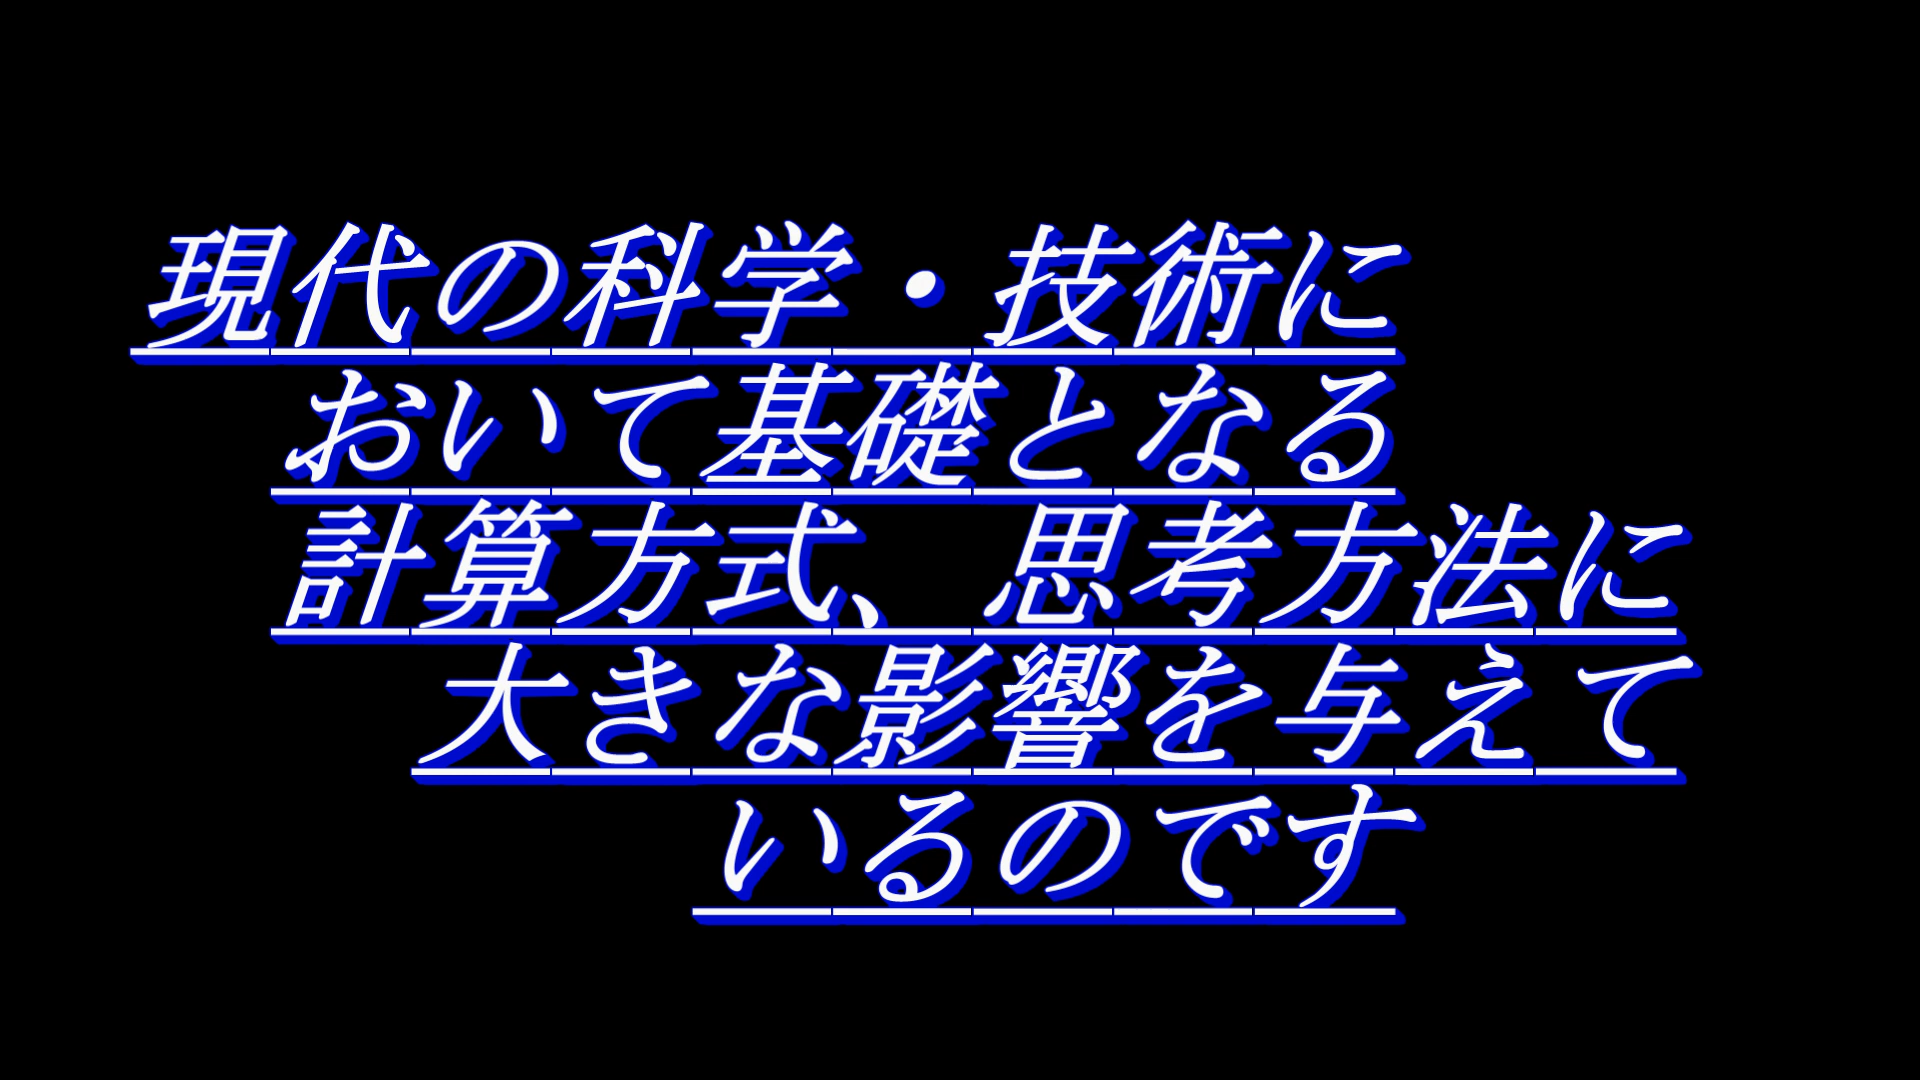 現代の科学・技術に
おいて基礎となる
計算方式、思考方法に
大きな影響を与えて
いるのです